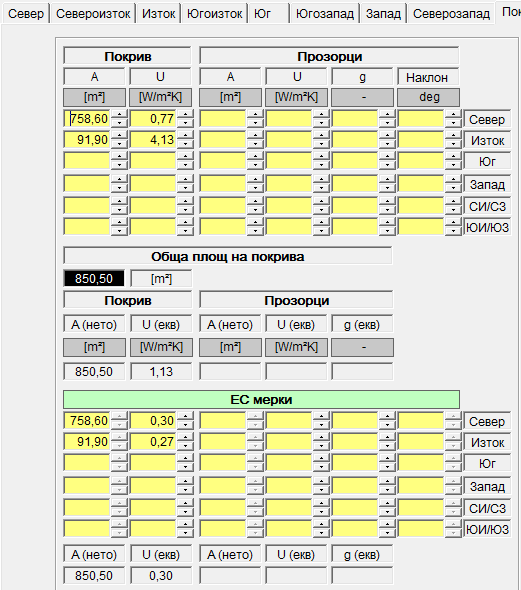 Север Североизток Изток Югоизток Юг Югозапад Запад Северозапад Пок
Покрив Прозорци
A U A U g Наклон
[m²] [W/m²K] [m²] [W/m²K] - deg
758,60 0,77 Север
91,90 4,13 Изток
Юг
Запад
СИ/СЗ
ЮИ/ЮЗ
Обща площ на покрива
850,50 [m²]
Покрив Прозорци
A (нето) U (екв) A (нето) U (екв) g (екв)
[m²] [W/m²K] [m²] [W/m²K] -
850,50 1,13
ЕС мерки
758,60 0,30 Север
91,90 0,27 Изток
Юг
Запад
СИ/СЗ
ЮИ/ЮЗ
A (нето) U (екв) A (нето) U (екв) g (екв)
850,50 0,30